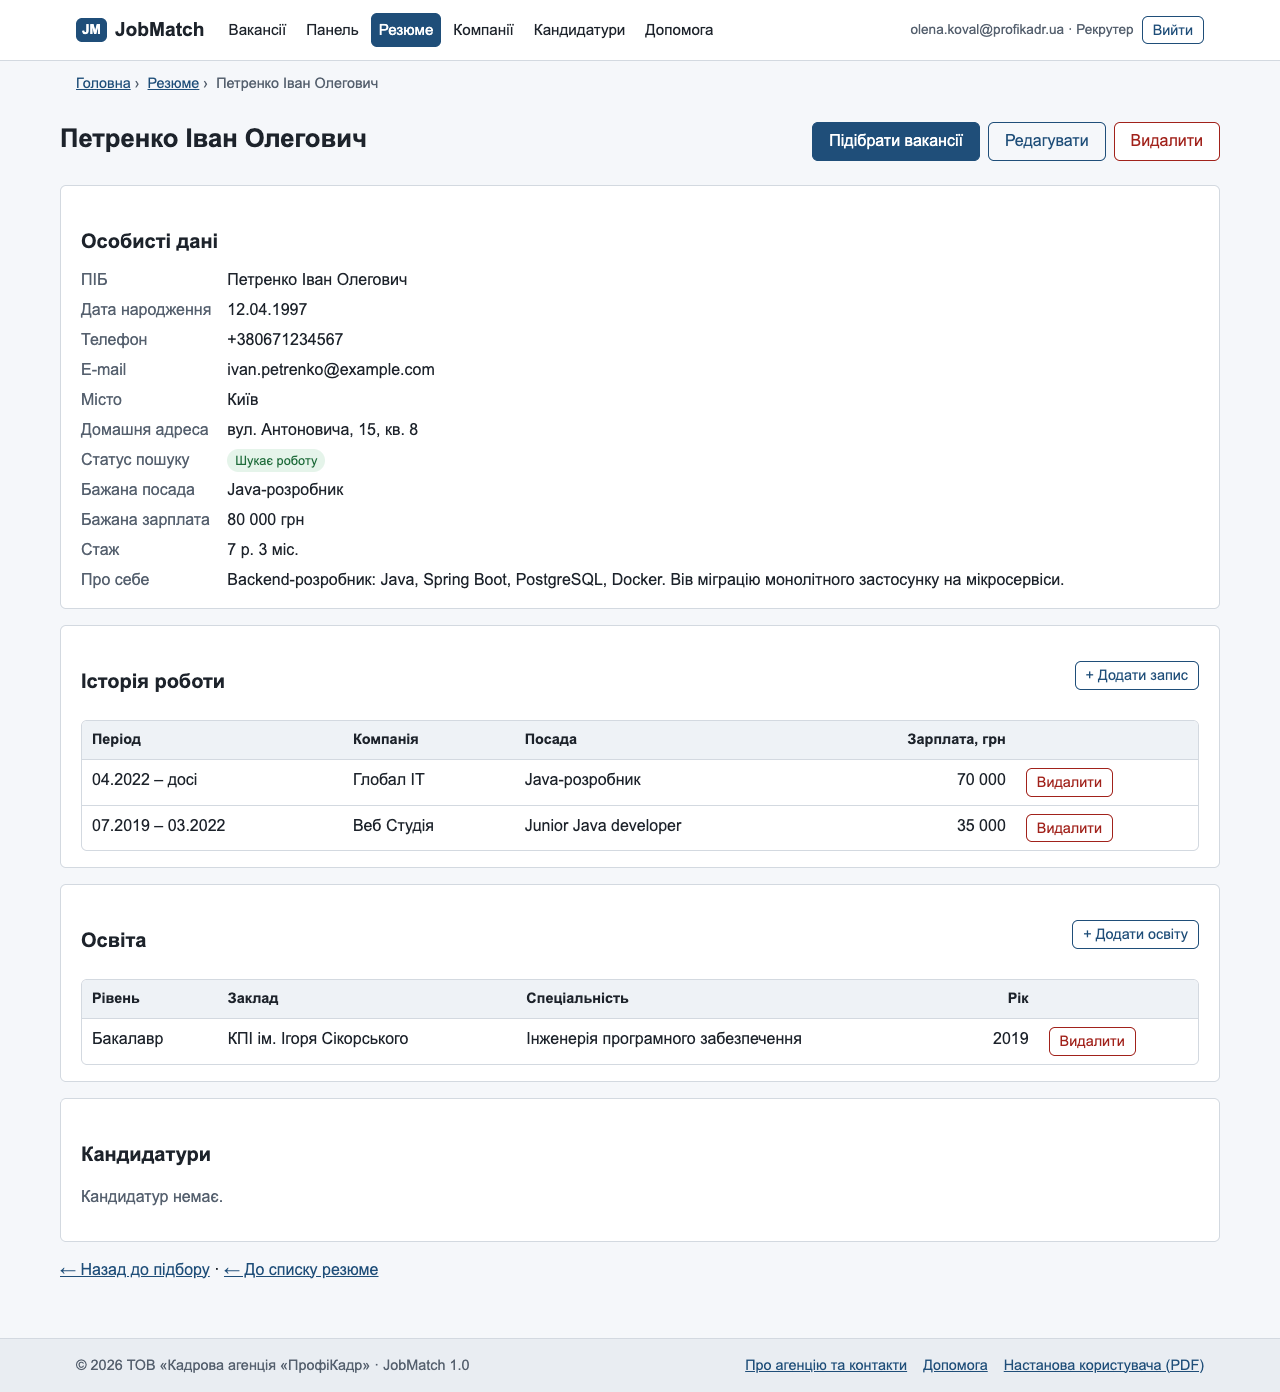 JM JobMatch Вакансії Панель Резюме Компанії Кандидатури Допомога olena.koval@profikadr.ua · Рекрутер Вийти
Головна › Резюме › Петренко Іван Олегович
Петренко Іван Олегович Підібрати вакансії Редагувати Видалити
Особисті дані
ПІБ Петренко Іван Олегович
Дата народження 12.04.1997
Телефон +380671234567
E-mail ivan.petrenko@example.com
Місто Київ
Домашня адреса вул. Антоновича, 15, кв. 8
Статус пошуку Шукає роботу
Бажана посада Java-розробник
Бажана зарплата 80 000 грн
Стаж 7 р. 3 міс.
Про себе Backend-розробник: Java, Spring Boot, PostgreSQL, Docker. Вів міграцію монолітного застосунку на мікросервіси.
Історія роботи + Додати запис
Період Компанія Посада Зарплата, грн
04.2022 – досі Глобал ІТ Java-розробник 70 000 Видалити
07.2019 – 03.2022 Веб Студія Junior Java developer 35 000 Видалити
Освіта + Додати освіту
Рівень Заклад Спеціальність Рік
Бакалавр КПІ ім. Ігоря Сікорського Інженерія програмного забезпечення 2019 Видалити
Кандидатури
Кандидатур немає.
← Назад до підбору · ← До списку резюме
© 2026 ТОВ «Кадрова агенція «ПрофіКадр» · JobMatch 1.0 Про агенцію та контакти Допомога Настанова користувача (PDF)